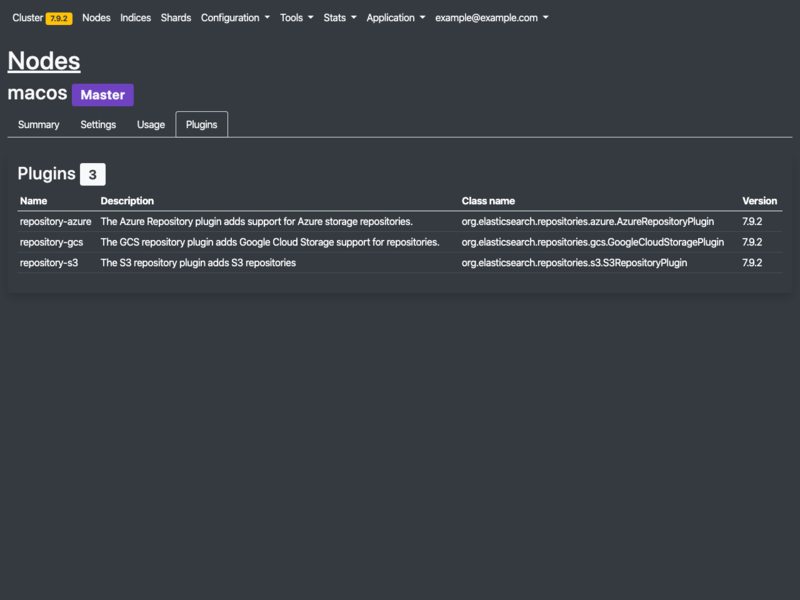 Cluster 7.9.2 Nodes Indices Shards Configuration Tools Stats Application example@example.com
Nodes
macos Master
Summary Settings Usage Plugins
Plugins 3
Name Description Class name Version
repository-azure The Azure Repository plugin adds support for Azure storage repositories. org.elasticsearch.repositories.azure.AzureRepositoryPlugin 7.9.2
repository-gcs The GCS repository plugin adds Google Cloud Storage support for repositories. org.elasticsearch.repositories.gcs.GoogleCloudStoragePlugin 7.9.2
repository-s3 The S3 repository plugin adds S3 repositories org.elasticsearch.repositories.s3.S3RepositoryPlugin 7.9.2